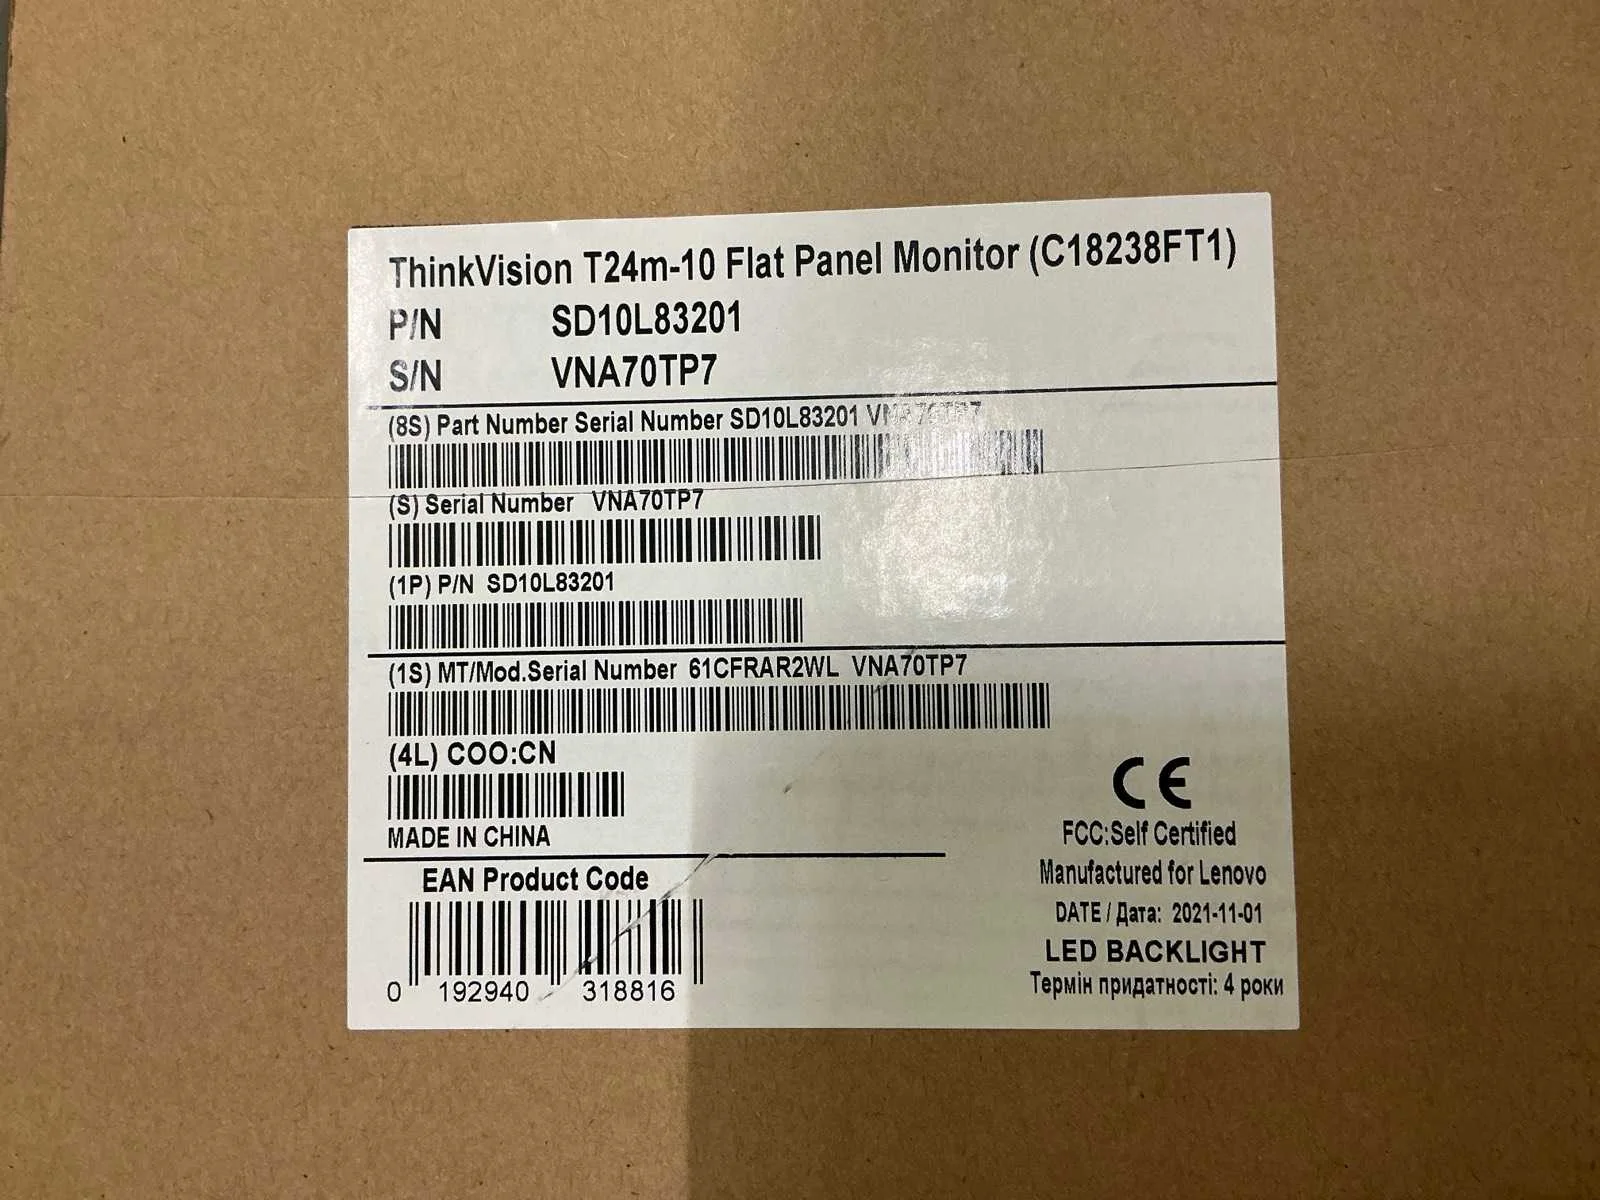 ThinkVision T24m-10 Flat Panel Monitor (C18238FT1)
P/N SD10L83201
S/N VNA70TP7
(8S) Part Number Serial Number SD10L83201 VNA70TP7
(S) Serial Number VNA70TP7
(1P) P/N SD10L83201
(1S) MT/Mod.Serial Number 61CFRAR2WL VNA70TP7
(4L) COO:CN
MADE IN CHINA
EAN Product Code
0 192940 318816
CE
FCC:Self Certified
Manufactured for Lenovo
DATE / Дата: 2021-11-01
LED BACKLIGHT
Термін придатності: 4 роки